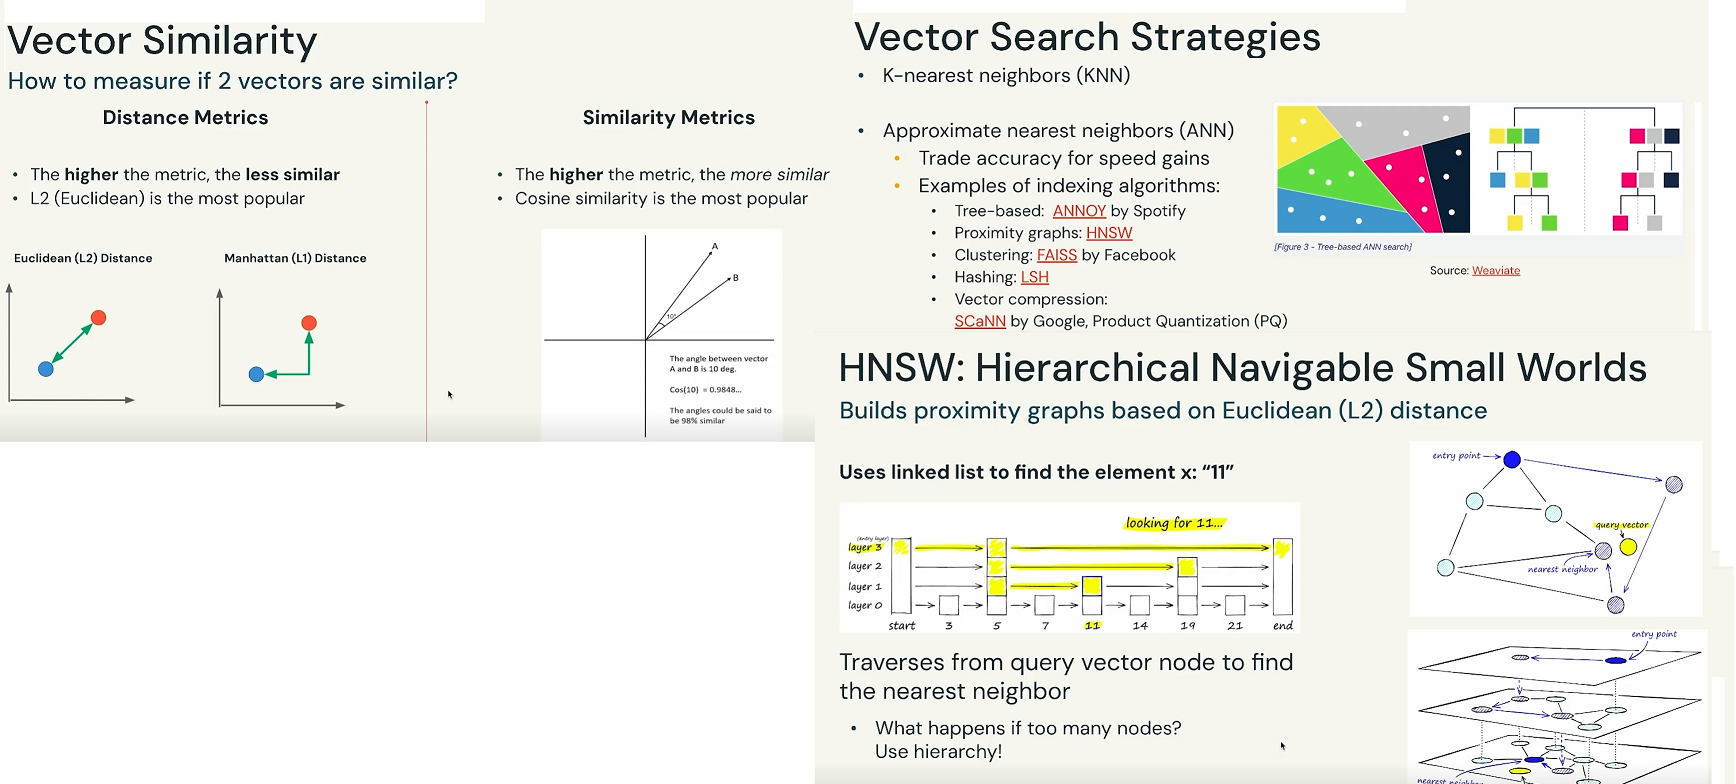 Vector Similarity
How to measure if 2 vectors are similar?
Distance Metrics
• The higher the metric, the less similar
• L2 (Euclidean) is the most popular
Euclidean (L2) Distance
Manhattan (L1) Distance
Similarity Metrics
• The higher the metric, the more similar
• Cosine similarity is the most popular
A
B
10°
The angle between vector
A and B is 10 deg.
Cos(10) = 0.9848...
The angles could be said to
be 98% similar
Vector Search Strategies
• K-nearest neighbors (KNN)
• Approximate nearest neighbors (ANN)
• Trade accuracy for speed gains
• Examples of indexing algorithms:
• Tree-based: ANNOY by Spotify
• Proximity graphs: HNSW
• Clustering: FAISS by Facebook
• Hashing: LSH
• Vector compression:
SCaNN by Google, Product Quantization (PQ)
[Figure 3 - Tree-based ANN search]
Source: Weaviate
HNSW: Hierarchical Navigable Small Worlds
Builds proximity graphs based on Euclidean (L2) distance
Uses linked list to find the element x: “11”
looking for 11...
(entry layer)
layer 3
layer 2
layer 1
layer 0
start 3 5 7 11 14 19 21 end
Traverses from query vector node to find
the nearest neighbor
• What happens if too many nodes?
Use hierarchy!
entry point
query vector
nearest neighbor
entry point
nearest neighbor